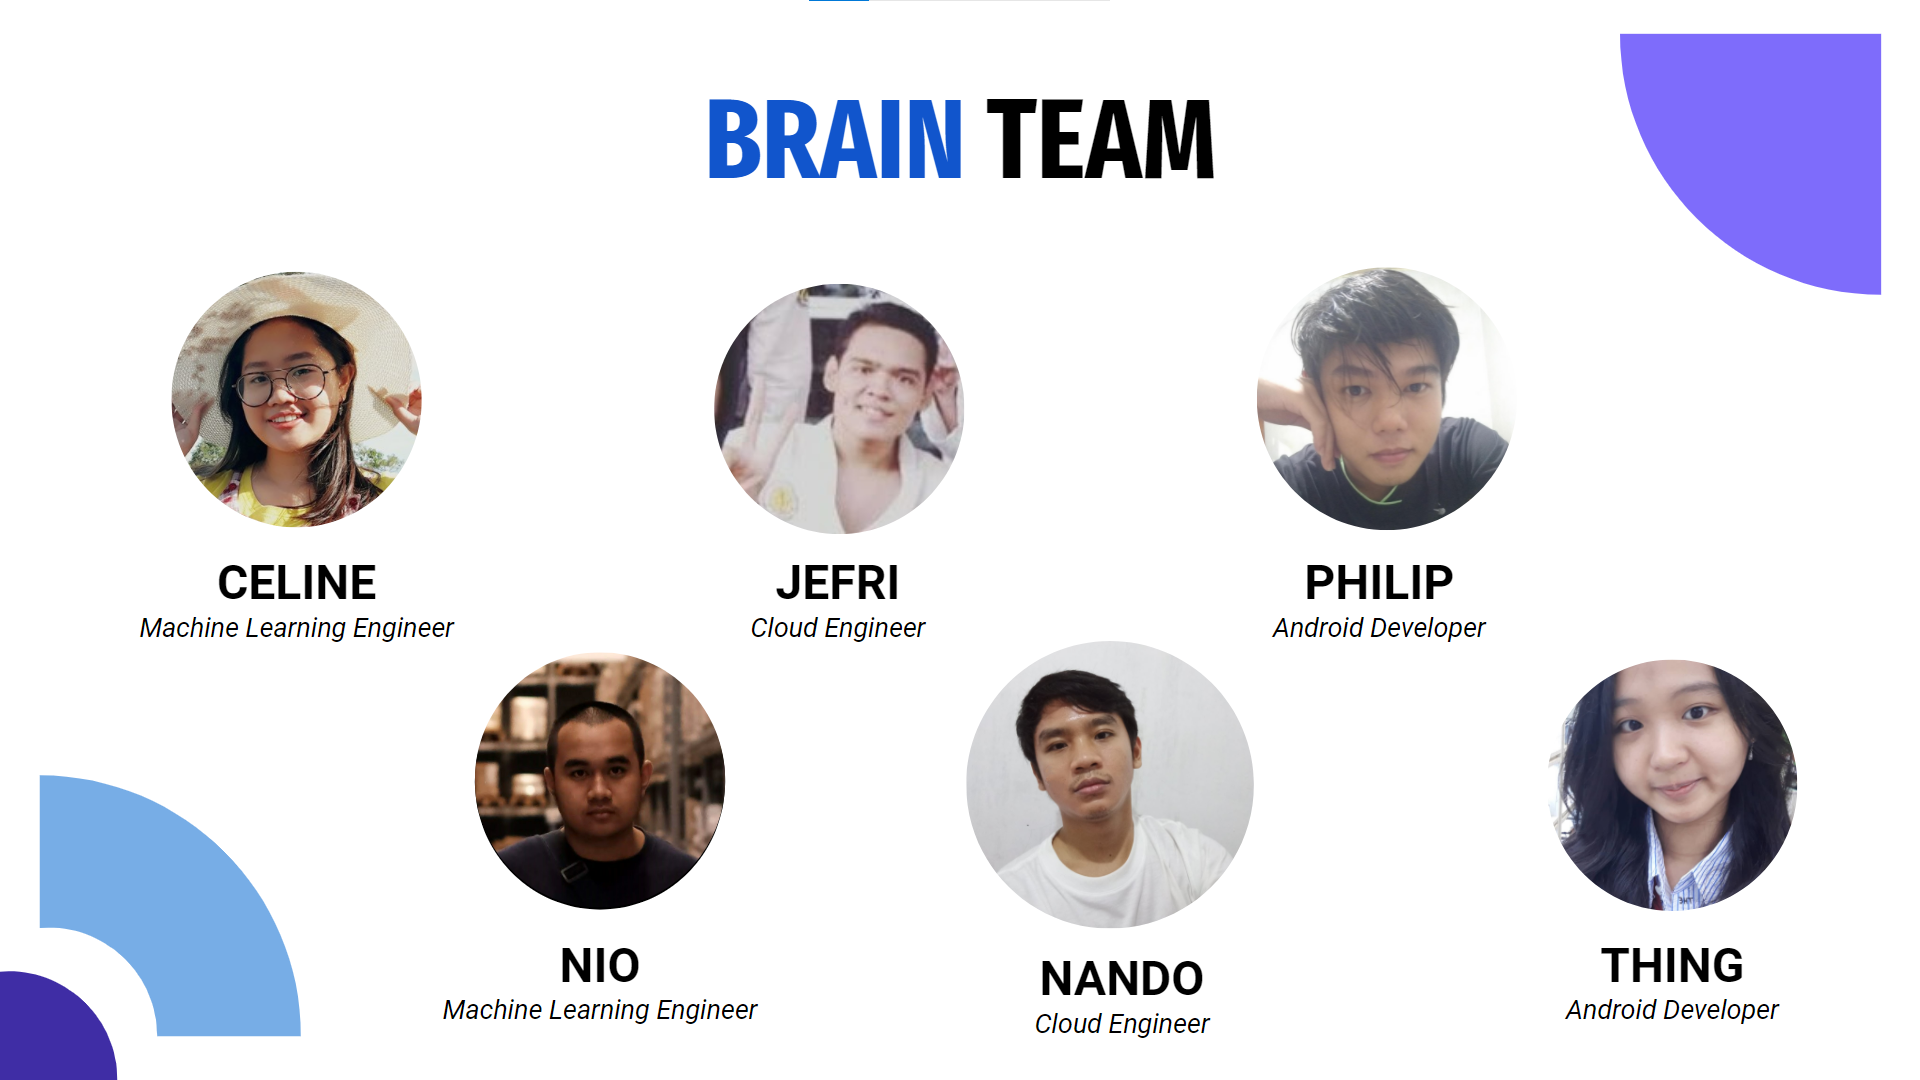 BRAIN TEAM
CELINE
Machine Learning Engineer
JEFRI
Cloud Engineer
PHILIP
Android Developer
NIO
Machine Learning Engineer
NANDO
Cloud Engineer
THING
Android Developer